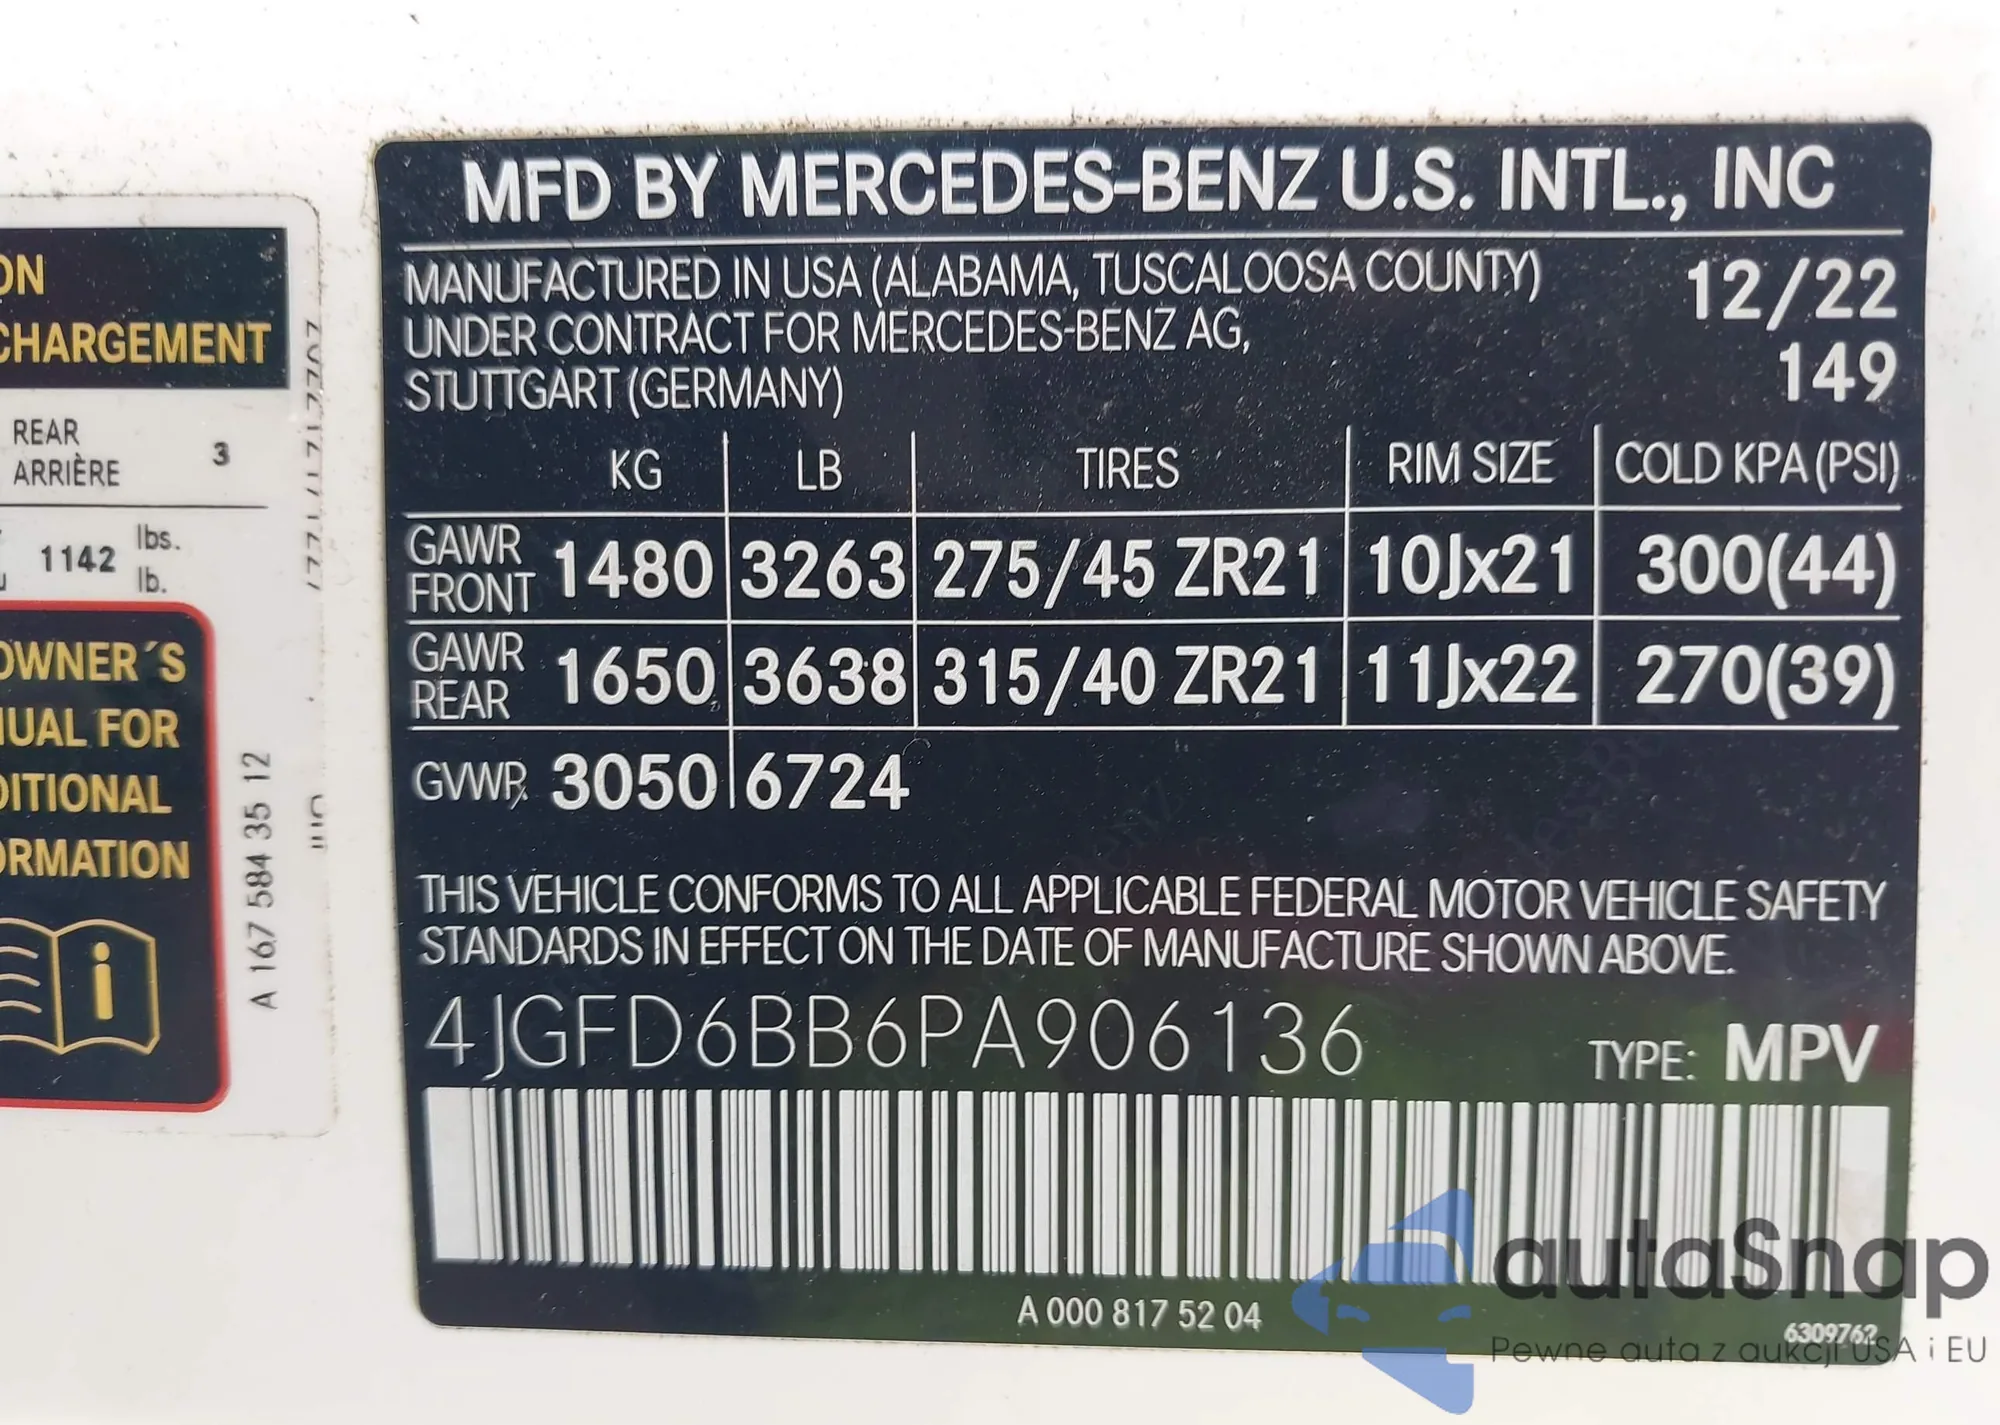 ON
CHARGEMENT
REAR
ARRIÈRE
3
1142
lbs.
lb.
OWNER´S
NUAL FOR
DITIONAL
ORMATION
A 167 584 35 12
MFD BY MERCEDES-BENZ U.S. INTL., INC
MANUFACTURED IN USA (ALABAMA, TUSCALOOSA COUNTY)
12/22
UNDER CONTRACT FOR MERCEDES-BENZ AG,
149
STUTTGART (GERMANY)
KG LB TIRES RIM SIZE COLD KPA (PSI)
GAWR FRONT 1480 3263 275/45 ZR21 10Jx21 300(44)
GAWR REAR 1650 3638 315/40 ZR21 11Jx22 270(39)
GVWR 3050 6724
THIS VEHICLE CONFORMS TO ALL APPLICABLE FEDERAL MOTOR VEHICLE SAFETY
STANDARDS IN EFFECT ON THE DATE OF MANUFACTURE SHOWN ABOVE.
4JGFD6BB6PA906136
TYPE: MPV
A 000 817 52 04
6309762
autaSnap
Pewne auta z aukcji USA i EU